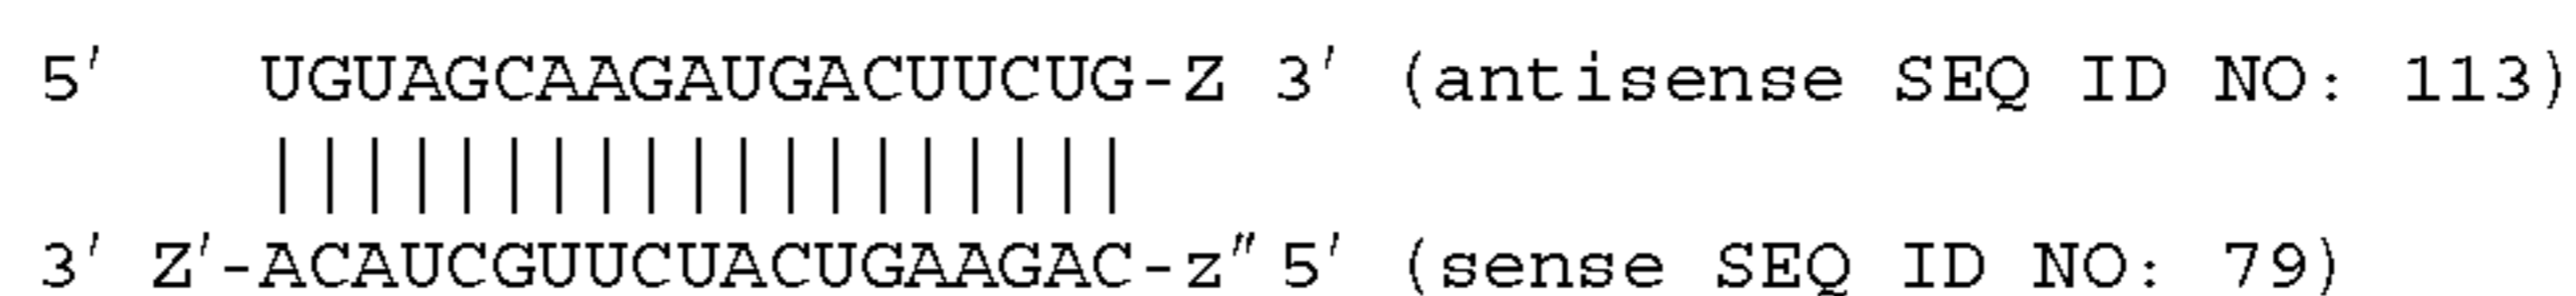 5′ UGUAGCAAGAUGACUUCUG-Z 3′ (antisense SEQ ID NO: 113)
|||||||||||||||||||
3′ Z′-ACAUCGUUCUACUGAAGAC-z″ 5′ (sense SEQ ID NO: 79)